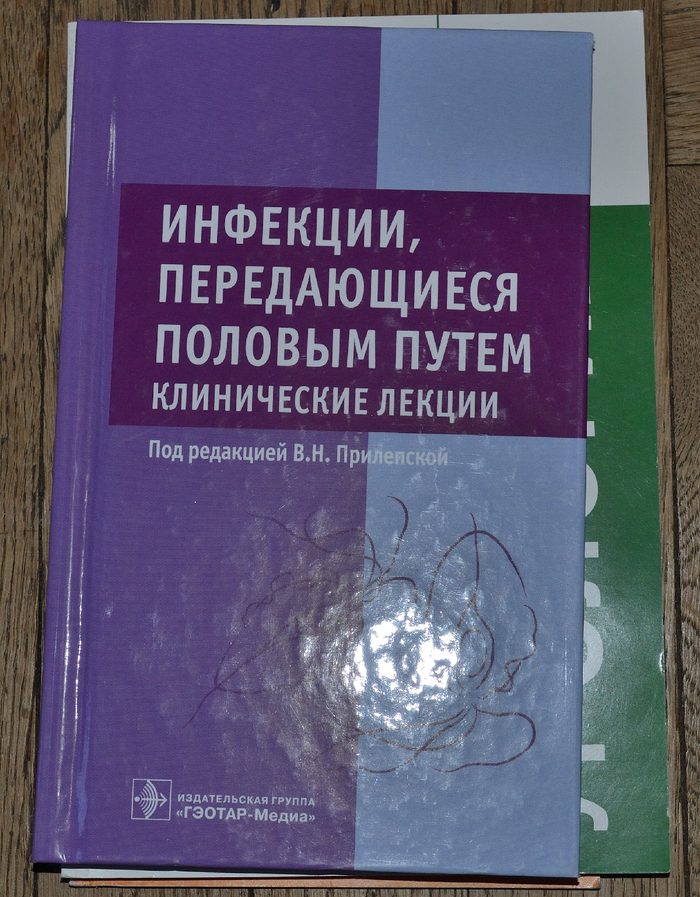 ИНФЕКЦИИ,
ПЕРЕДАЮЩИЕСЯ
ПОЛОВЫМ ПУТЕМ
КЛИНИЧЕСКИЕ ЛЕКЦИИ
Под редакцией В.Н. Прилепской
ИЗДАТЕЛЬСКАЯ ГРУППА
«ГЭОТАР-Медиа»